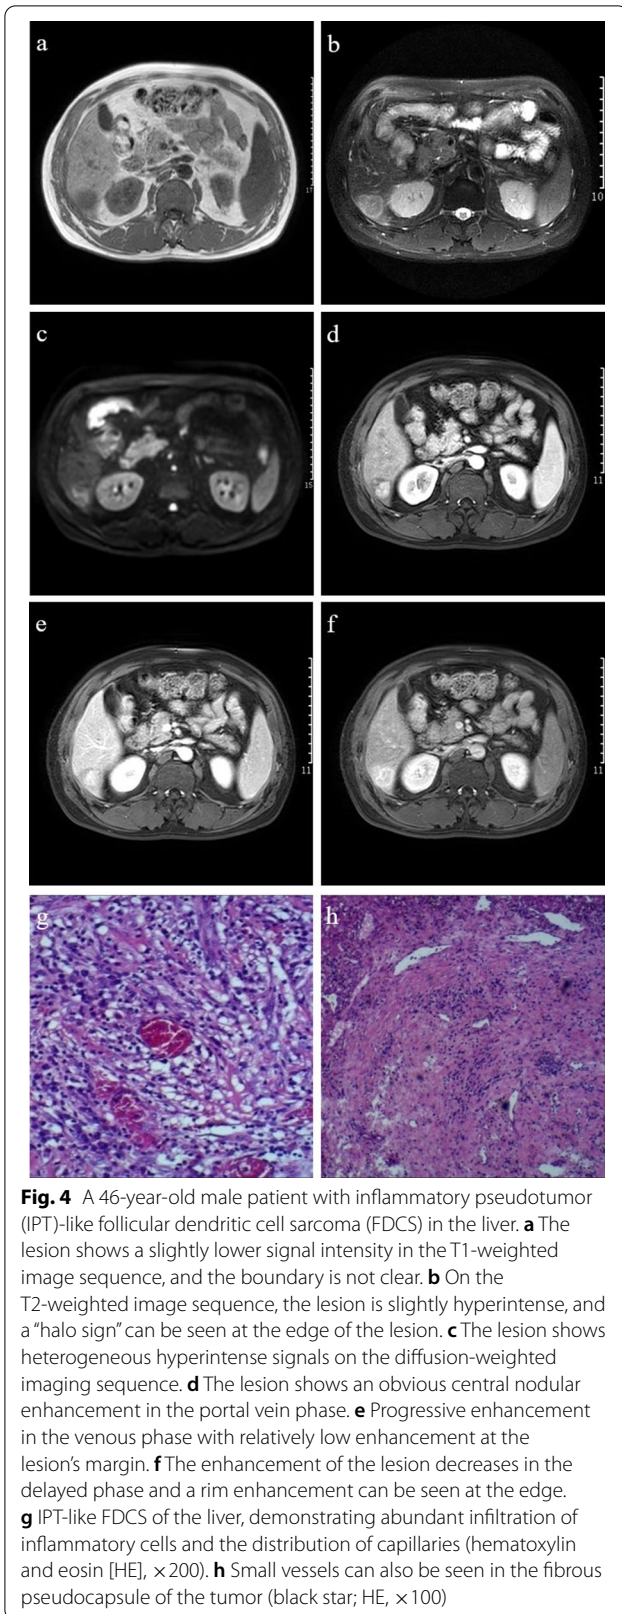 a
b
17
10
c
d
15
11
e
f
11
11
g
h
Fig. 4 A 46-year-old male patient with inflammatory pseudotumor
(IPT)-like follicular dendritic cell sarcoma (FDCS) in the liver. a The
lesion shows a slightly lower signal intensity in the T1-weighted
image sequence, and the boundary is not clear. b On the
T2-weighted image sequence, the lesion is slightly hyperintense, and
a “halo sign” can be seen at the edge of the lesion. c The lesion shows
heterogeneous hyperintense signals on the diffusion-weighted
imaging sequence. d The lesion shows an obvious central nodular
enhancement in the portal vein phase. e Progressive enhancement
in the venous phase with relatively low enhancement at the
lesion’s margin. f The enhancement of the lesion decreases in the
delayed phase and a rim enhancement can be seen at the edge.
g IPT-like FDCS of the liver, demonstrating abundant infiltration of
inflammatory cells and the distribution of capillaries (hematoxylin
and eosin [HE], ×200). h Small vessels can also be seen in the fibrous
pseudocapsule of the tumor (black star; HE, ×100)